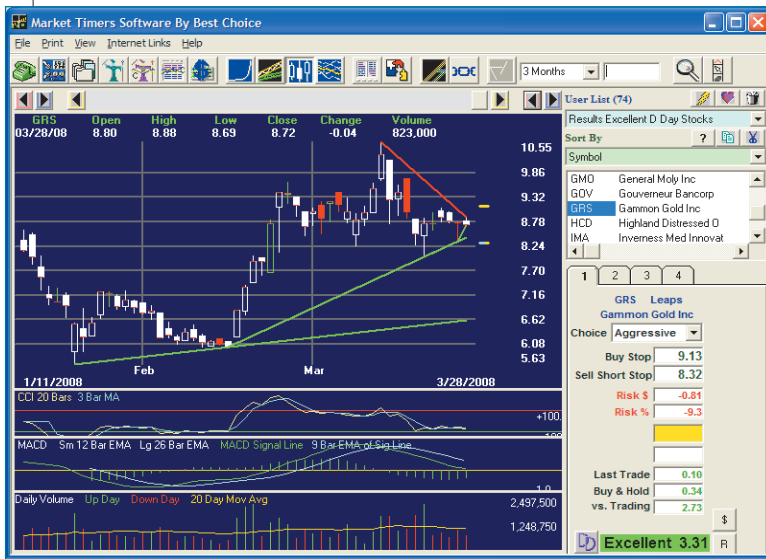 Market Timers Software By Best Choice
File Print View Internet Links Help
3 Months
GRS Open High Low Close Change Volume
03/28/08 8.80 8.88 8.69 8.72 -0.04 823,000
10.55
9.86
9.32
8.78
8.24
7.70
7.16
6.62
6.08
5.63
Feb Mar
1/11/2008 3/28/2008
CCI 20 Bars 3 Bar MA
+100.
MACD Sm 12 Bar EMA Lg 26 Bar EMA MACD Signal Line 9 Bar EMA of Sig Line
Daily Volume Up Day Down Day 20 Day Mov Avg
2,497,500
1,248,750
User List (74)
Results Excellent D Day Stocks
Sort By ?
Symbol
GMO General Moly Inc
GOV Gouverneur Bancorp
GRS Gammon Gold Inc
HCD Highland Distressed O
IMA Inverness Med Innovat
1 2 3 4
GRS Leaps
Gammon Gold Inc
Choice Aggressive
Buy Stop 9.13
Sell Short Stop 8.32
Risk $ -0.81
Risk % -9.3
Last Trade 0.10
Buy & Hold 0.34
vs. Trading 2.73
$
Excellent 3.31 R